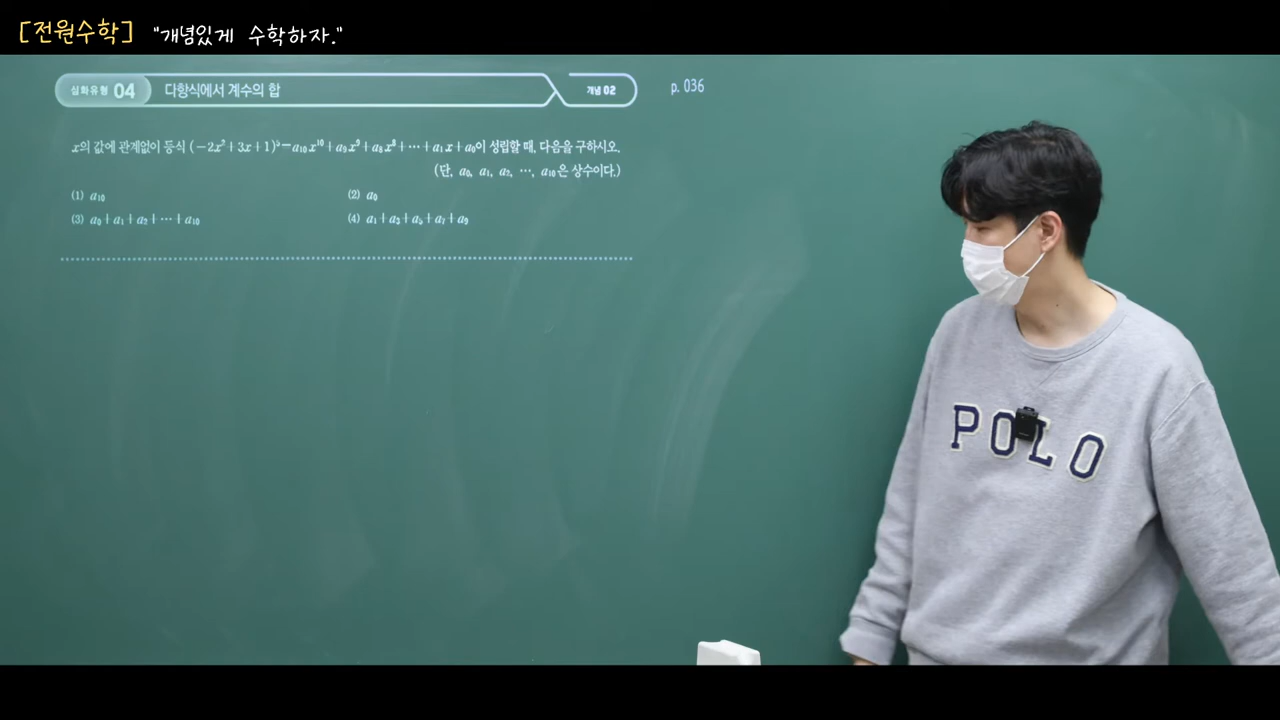 [전원수학] "개념있게 수학하자."
심화유형 04 다항식에서 계수의 합 개념 02 p. 036
x의 값에 관계없이 등식 (−2x²+3x+1)⁵=a₁₀x¹⁰+a₉x⁹+a₈x⁸+⋯+a₁x+a₀이 성립할 때, 다음을 구하시오.
(단, a₀, a₁, a₂, ⋯, a₁₀은 상수이다.)
(1) a₁₀ (2) a₀
(3) a₀+a₁+a₂+⋯+a₁₀ (4) a₁+a₃+a₅+a₇+a₉
POLO